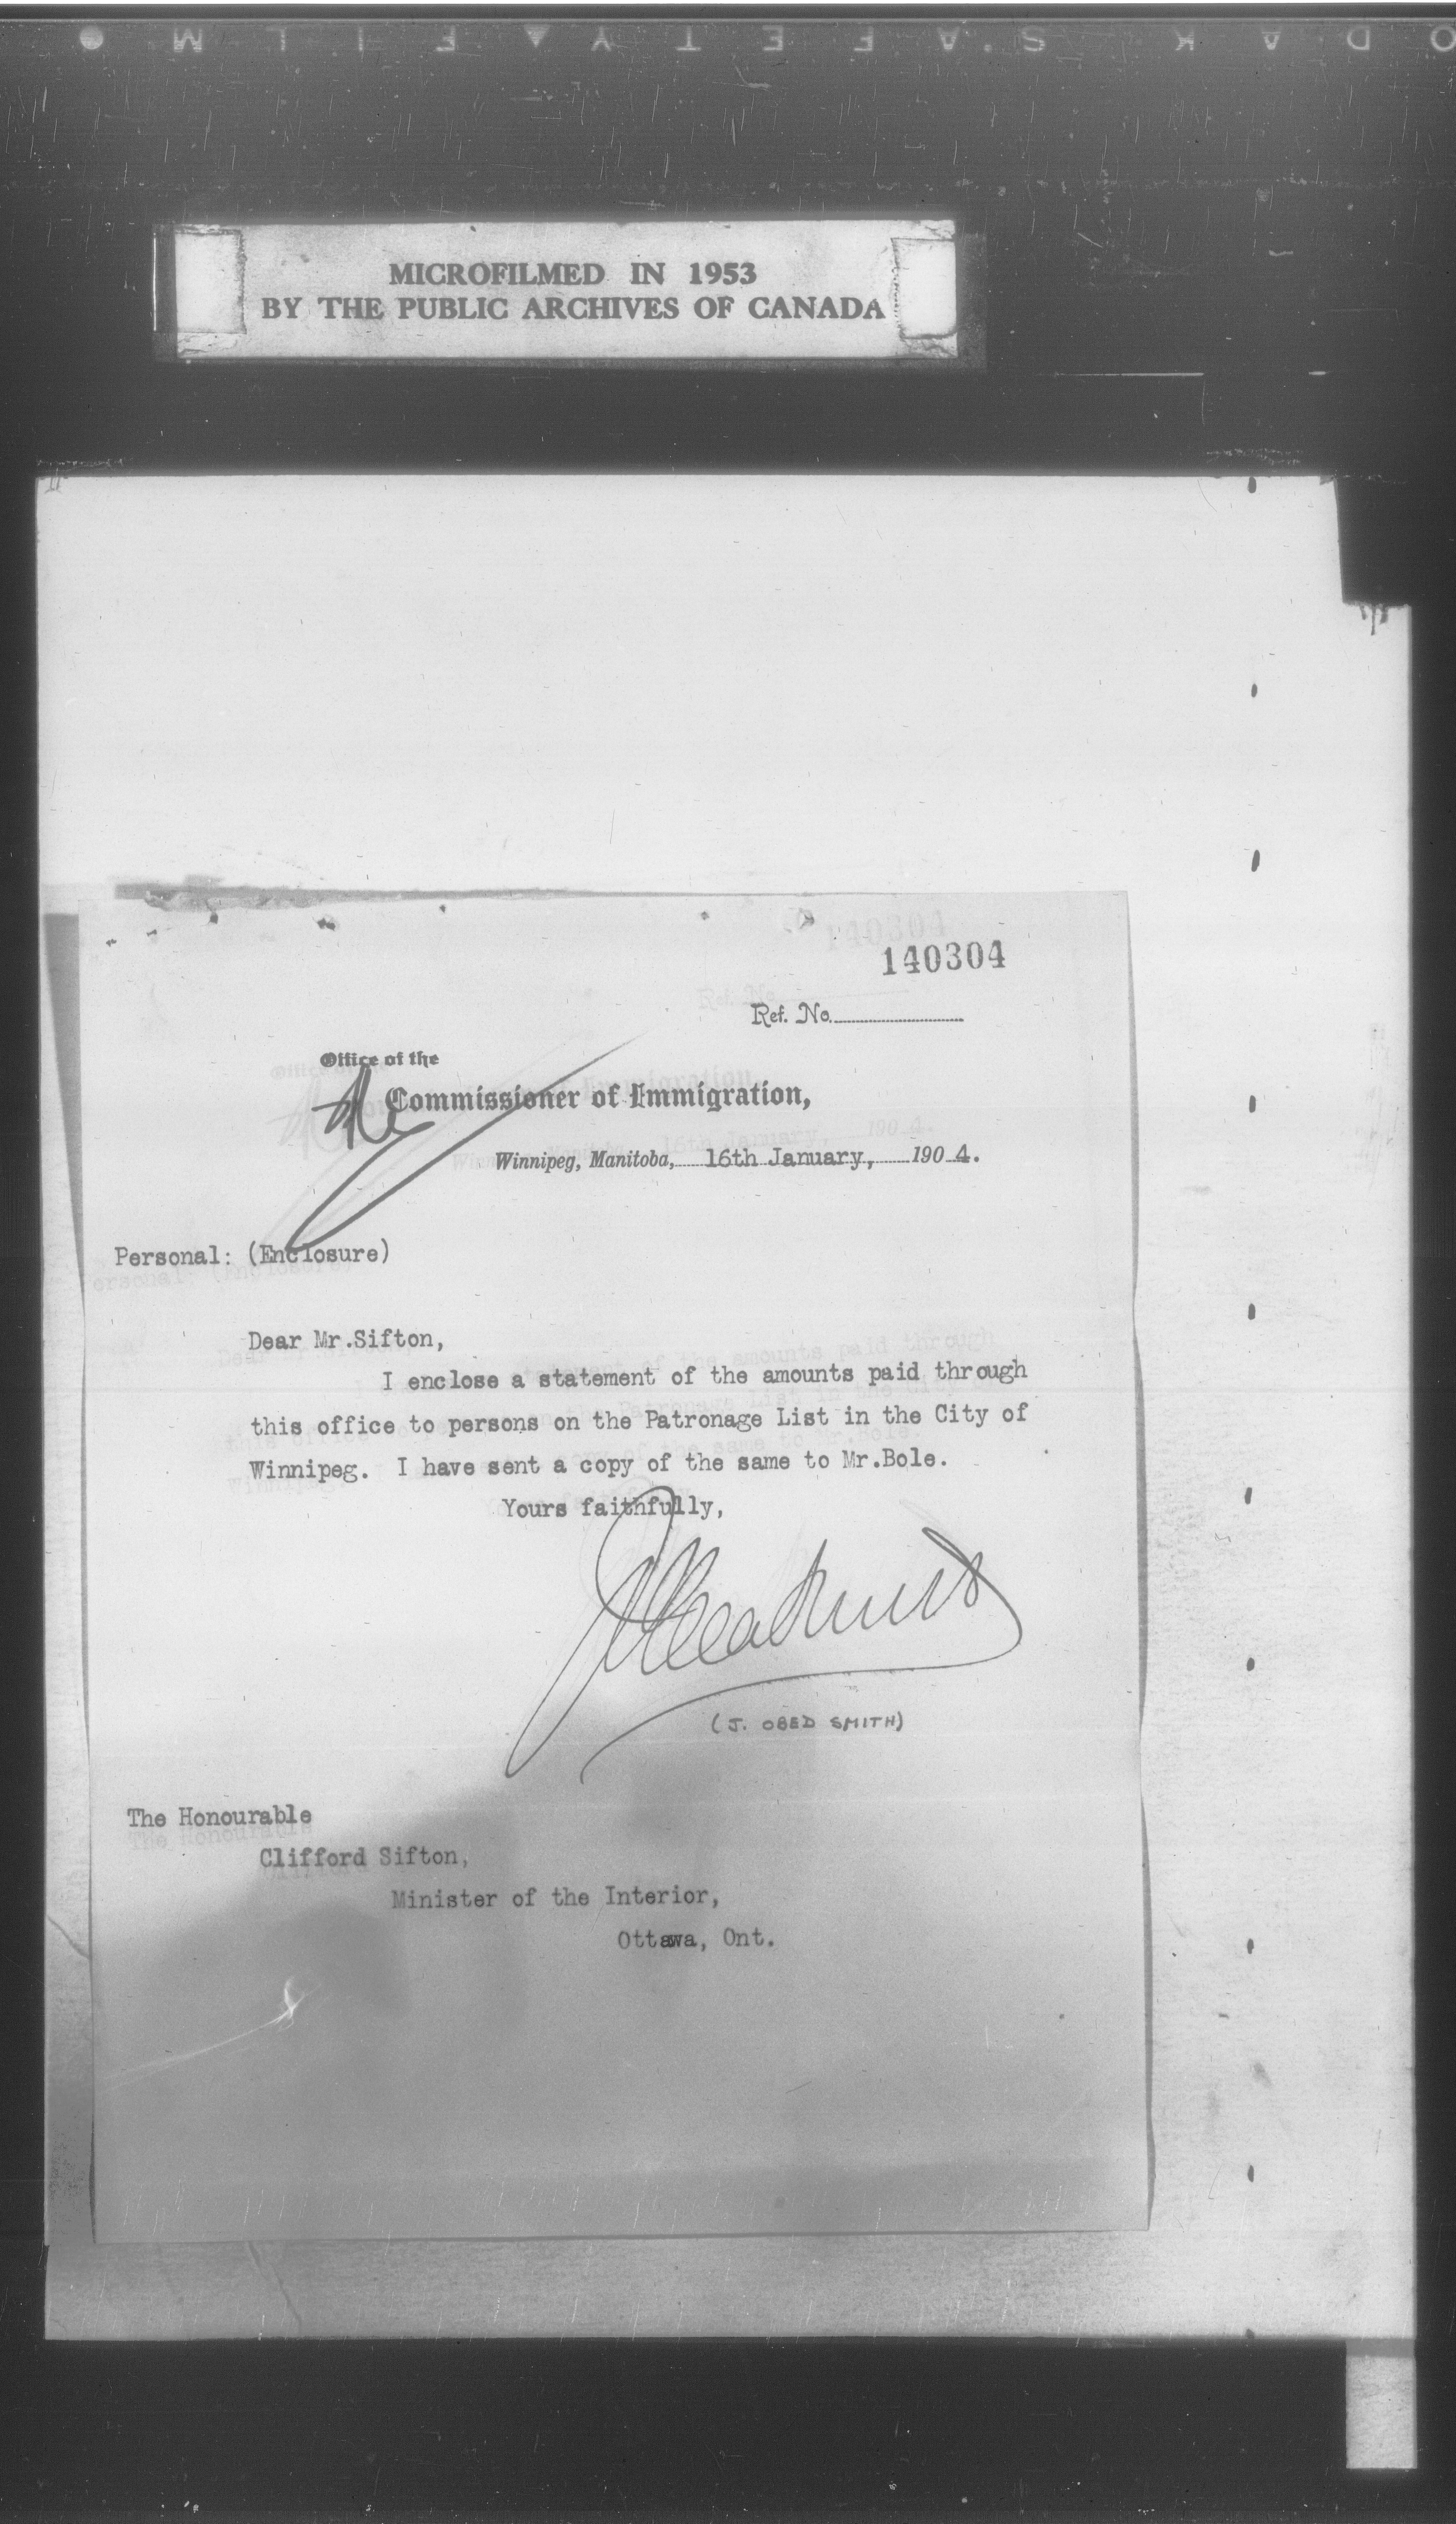 KODAK SAFETY FILM
MICROFILMED IN 1953
BY THE PUBLIC ARCHIVES OF CANADA
140304
Ref. No.
Office of the
Commissioner of Immigration,
Winnipeg, Manitoba, 16th January, 1904.
Personal: (Enclosure)
Dear Mr.Sifton,
I enclose a statement of the amounts paid through
this office to persons on the Patronage List in the City of
Winnipeg. I have sent a copy of the same to Mr.Bole.
Yours faithfully,
(J. OBED SMITH)
The Honourable
Clifford Sifton,
Minister of the Interior,
Ottawa, Ont.